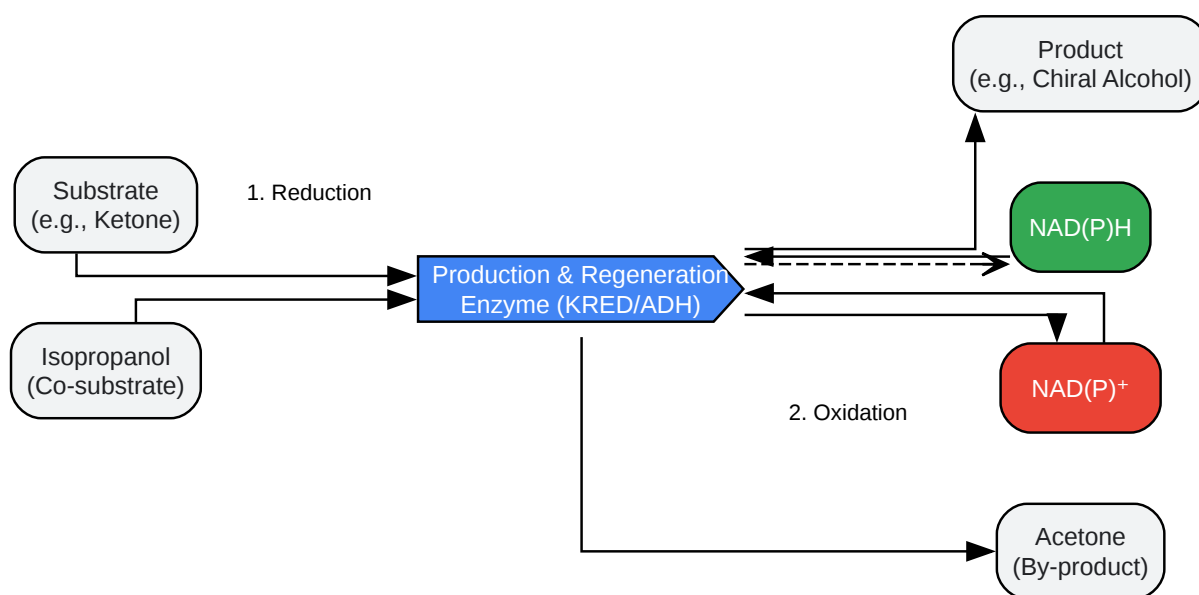 Product
(e.g., Chiral Alcohol)
Substrate
(e.g., Ketone)
1. Reduction
NAD(P)H
Production & Regeneration
Enzyme (KRED/ADH)
Isopropanol
(Co-substrate)
NAD(P)⁺
2. Oxidation
Acetone
(By-product)